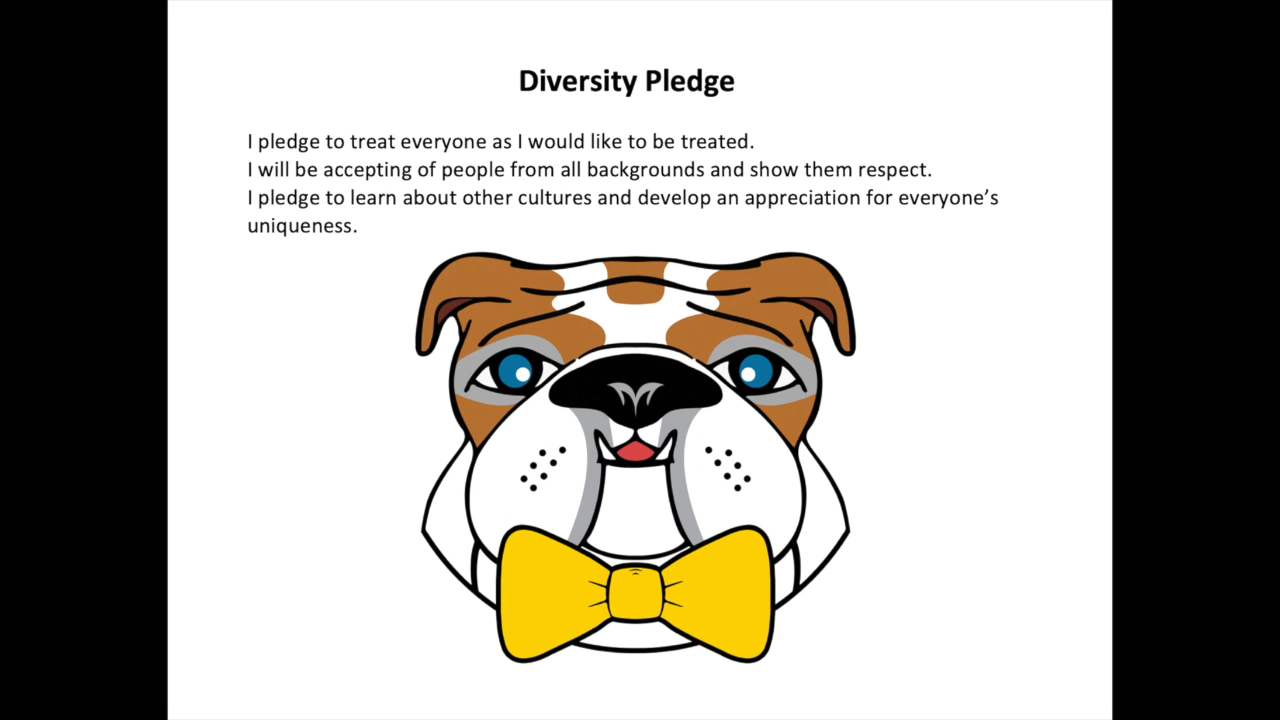 Diversity Pledge
I pledge to treat everyone as I would like to be treated.
I will be accepting of people from all backgrounds and show them respect.
I pledge to learn about other cultures and develop an appreciation for everyone’s
uniqueness.